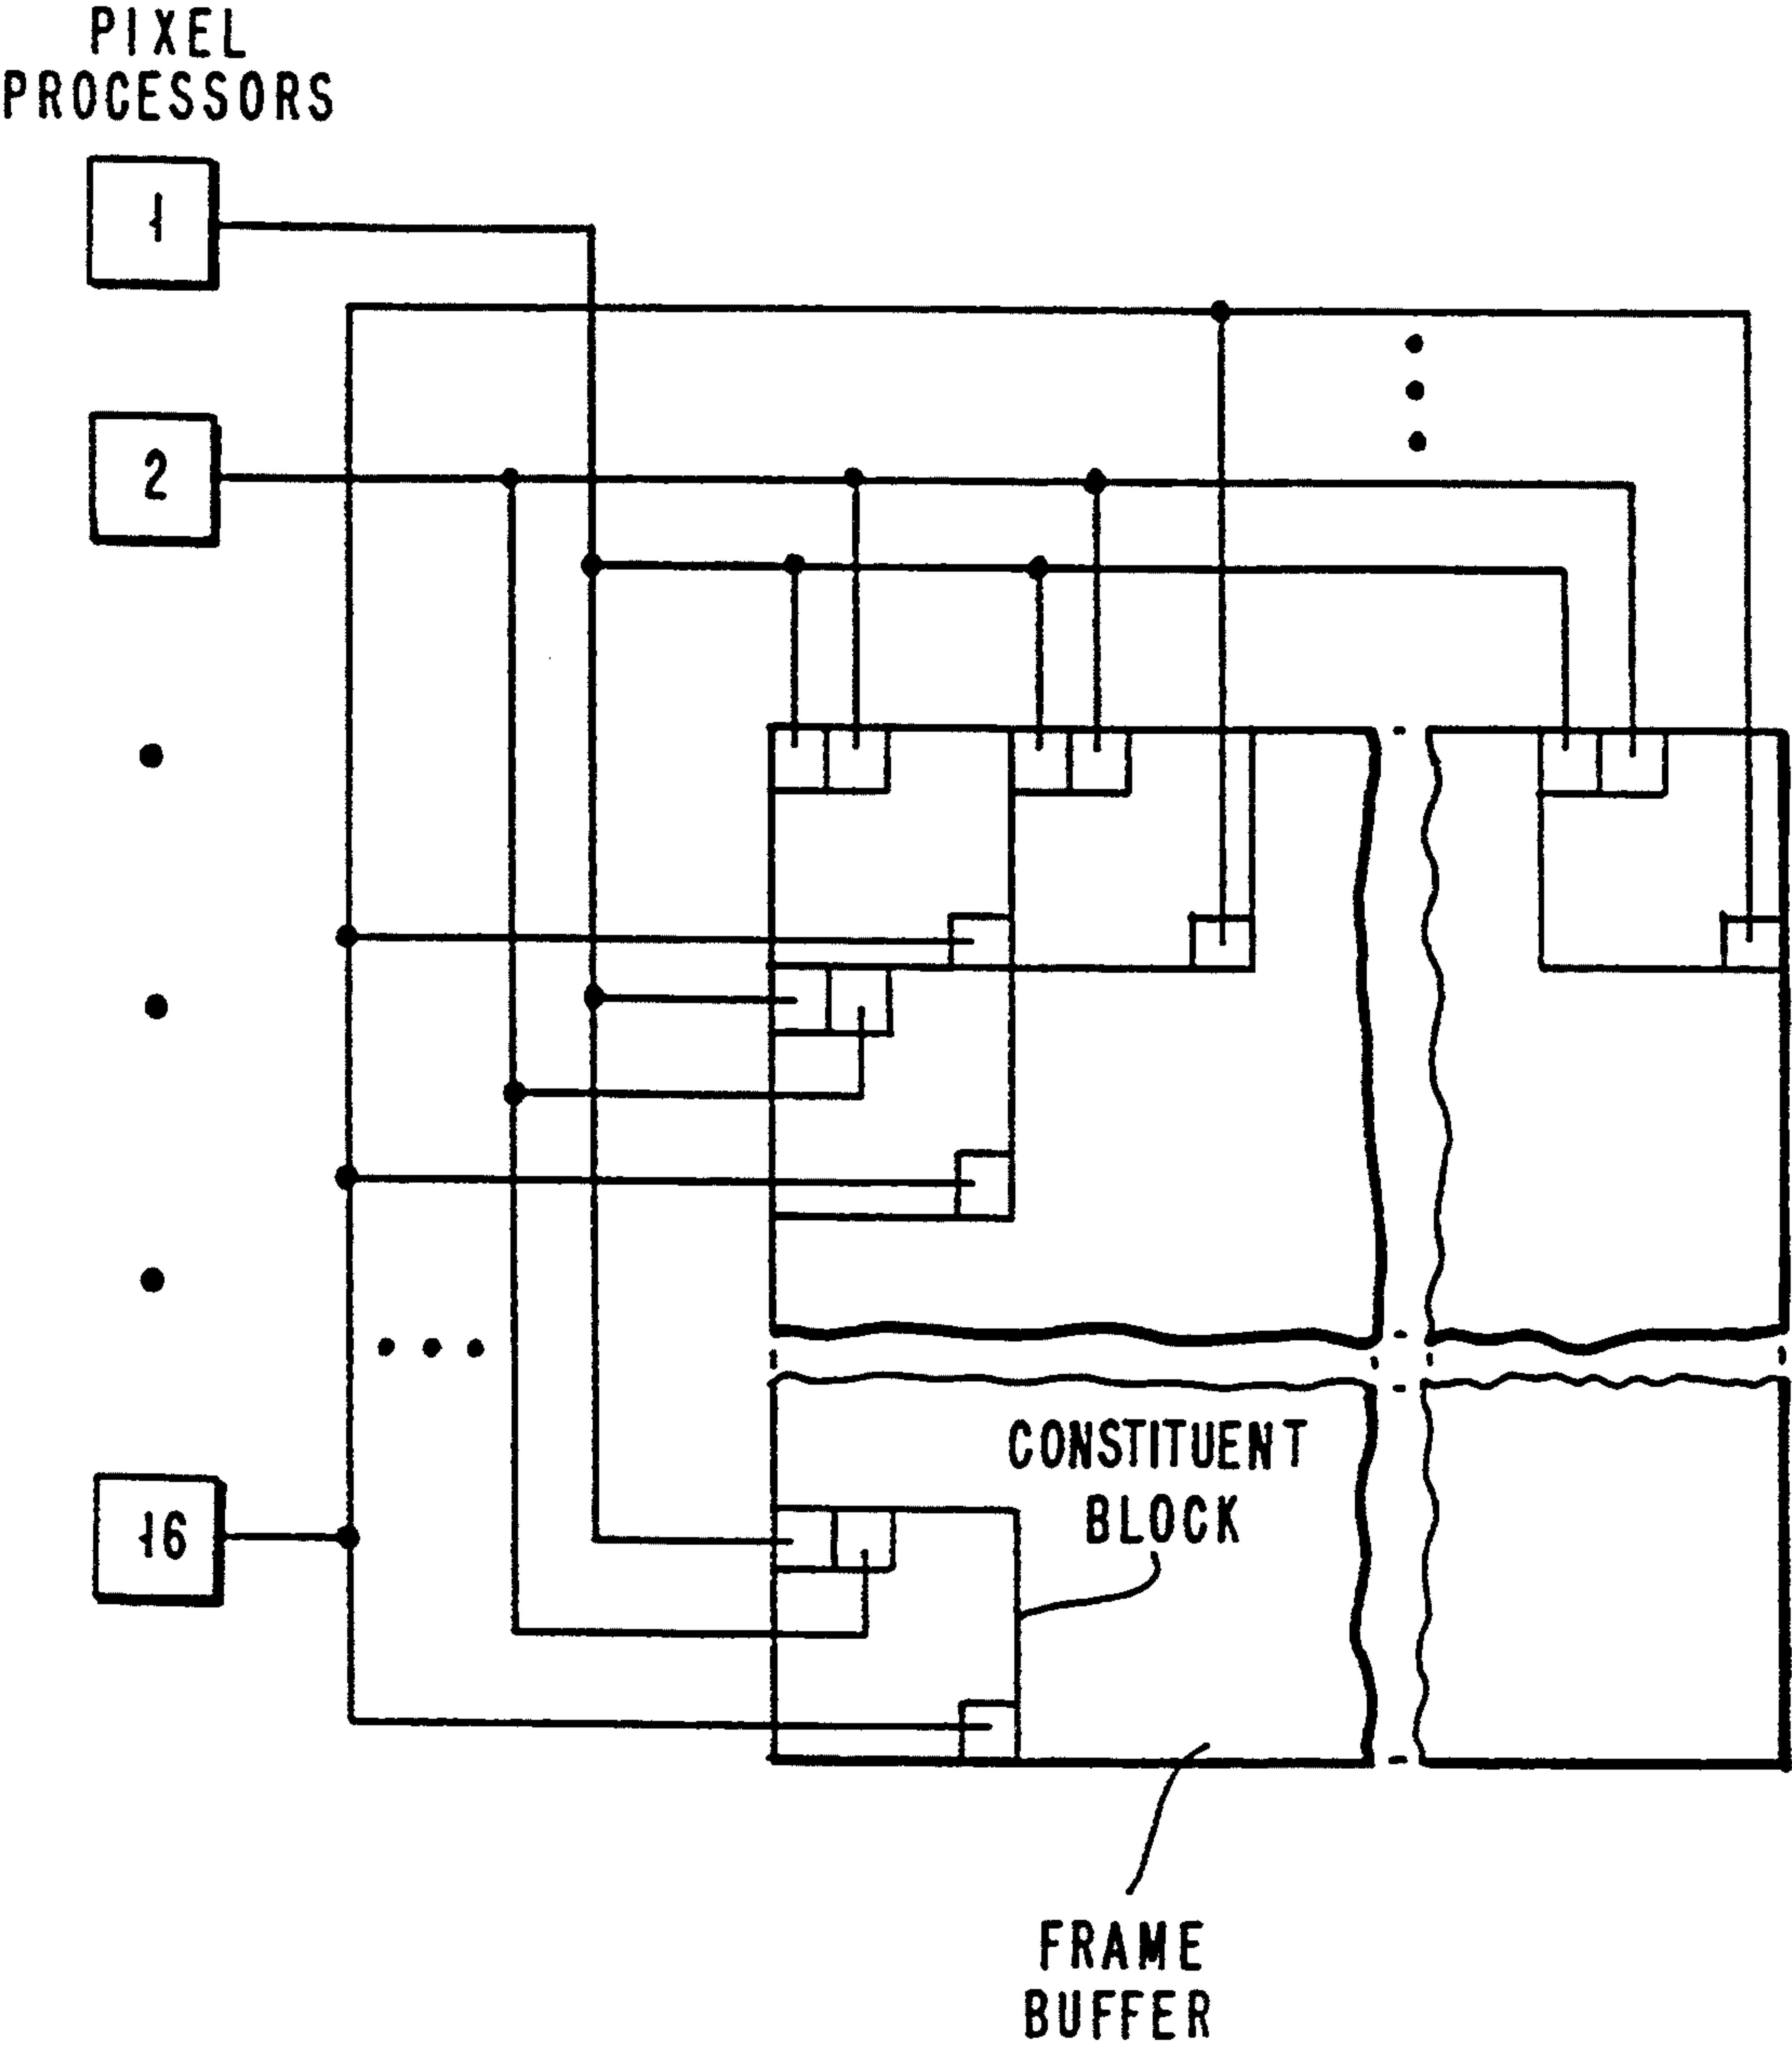 PIXEL
PROCESSORS
1
2
16
CONSTITUENT
BLOCK
FRAME
BUFFER